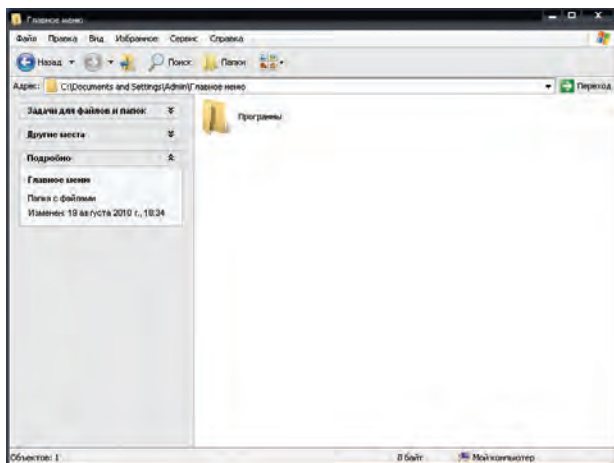 Главное меню
Файл Правка Вид Избранное Сервис Справка
Назад Поиск Папки
Адрес: C:\Documents and Settings\Admin\Главное меню Переход
Задачи для файлов и папок
Другие места
Подробно
Главное меню
Папка с файлами
Изменен: 18 августа 2010 г., 18:34
Программы
Объектов: 1 0 байт Мой компьютер